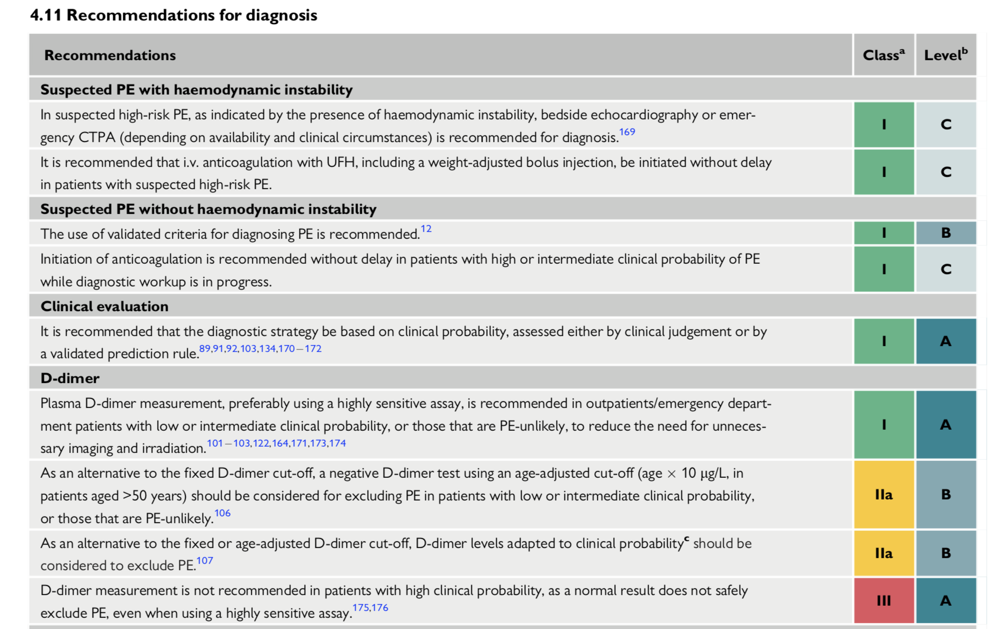 4.11 Recommendations for diagnosis
Recommendations Classa Levelb
Suspected PE with haemodynamic instability
In suspected high-risk PE, as indicated by the presence of haemodynamic instability, bedside echocardiography or emer-
gency CTPA (depending on availability and clinical circumstances) is recommended for diagnosis.169
I C
It is recommended that i.v. anticoagulation with UFH, including a weight-adjusted bolus injection, be initiated without delay
in patients with suspected high-risk PE.
I C
Suspected PE without haemodynamic instability
The use of validated criteria for diagnosing PE is recommended.12 I B
Initiation of anticoagulation is recommended without delay in patients with high or intermediate clinical probability of PE
while diagnostic workup is in progress.
I C
Clinical evaluation
It is recommended that the diagnostic strategy be based on clinical probability, assessed either by clinical judgement or by
a validated prediction rule.89,91,92,103,134,170–172
I A
D-dimer
Plasma D-dimer measurement, preferably using a highly sensitive assay, is recommended in outpatients/emergency depart-
ment patients with low or intermediate clinical probability, or those that are PE-unlikely, to reduce the need for unneces-
sary imaging and irradiation.101–103,122,164,171,173,174
I A
As an alternative to the fixed D-dimer cut-off, a negative D-dimer test using an age-adjusted cut-off (age × 10 µg/L, in
patients aged >50 years) should be considered for excluding PE in patients with low or intermediate clinical probability,
or those that are PE-unlikely.106
IIa B
As an alternative to the fixed or age-adjusted D-dimer cut-off, D-dimer levels adapted to clinical probabilityc should be
considered to exclude PE.107
IIa B
D-dimer measurement is not recommended in patients with high clinical probability, as a normal result does not safely
exclude PE, even when using a highly sensitive assay.175,176
III A